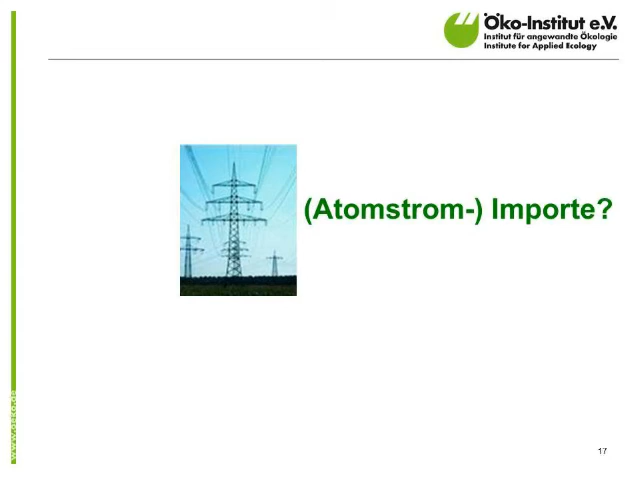 Öko-Institut e.V.
Institut für angewandte Ökologie
Institute for Applied Ecology
(Atomstrom-) Importe?
www.oeko.de
17